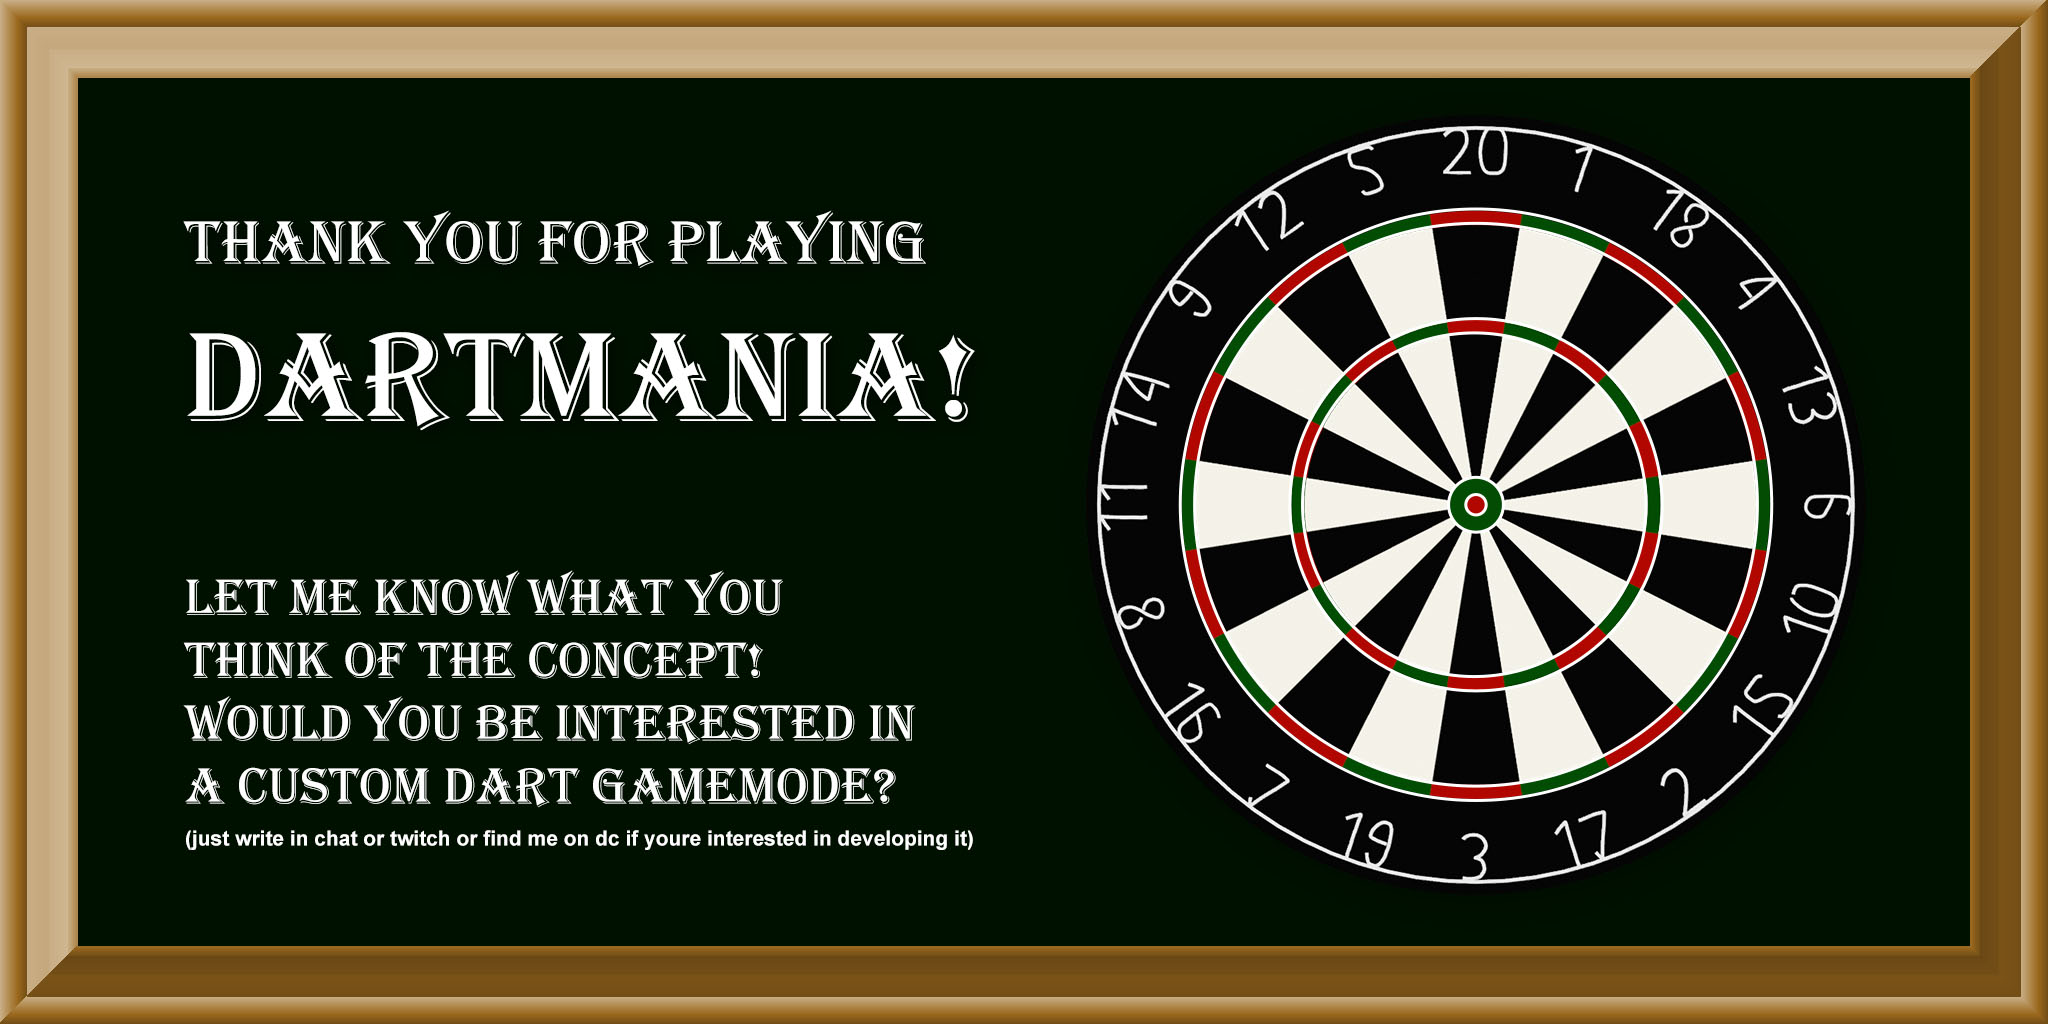 THANK YOU FOR PLAYING
DARTMANIA!
LET ME KNOW WHAT YOU
THINK OF THE CONCEPT!
WOULD YOU BE INTERESTED IN
A CUSTOM DART GAMEMODE?
(just write in chat or twitch or find me on dc if youre interested in developing it)
20
1
18
4
13
6
10
15
2
17
3
19
7
16
8
11
14
9
12
5